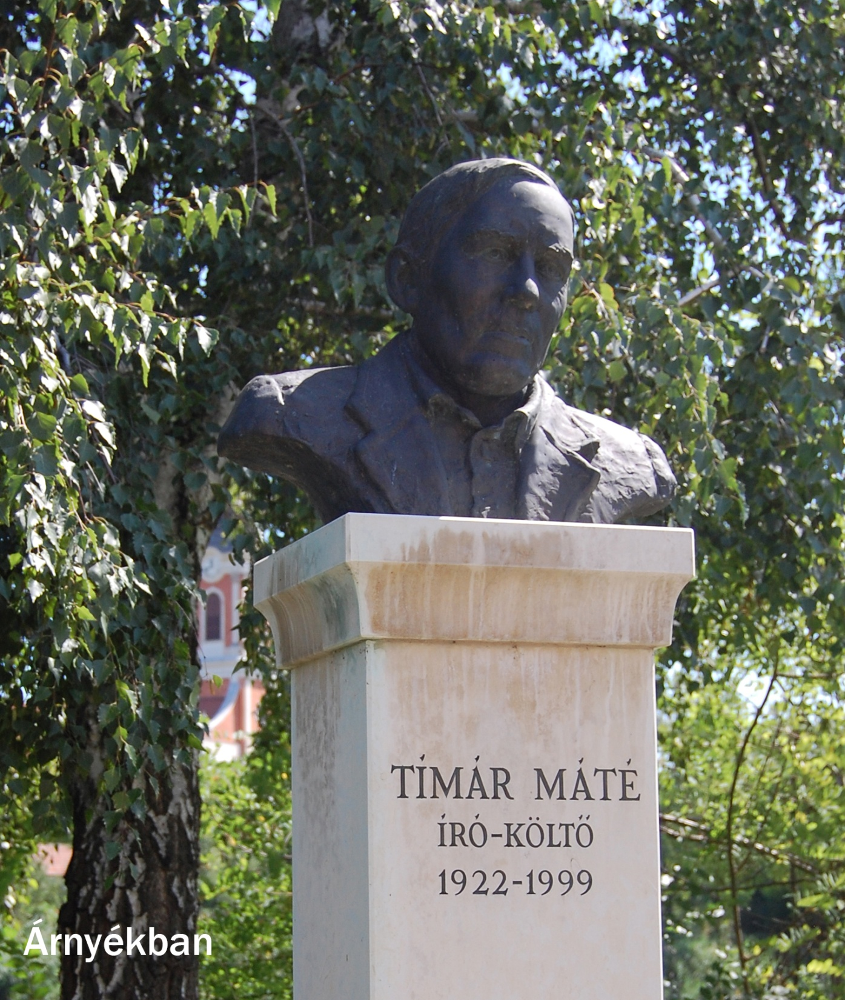 TÍMÁR MÁTÉ
ÍRÓ-KÖLTŐ
1922-1999
Árnyékban